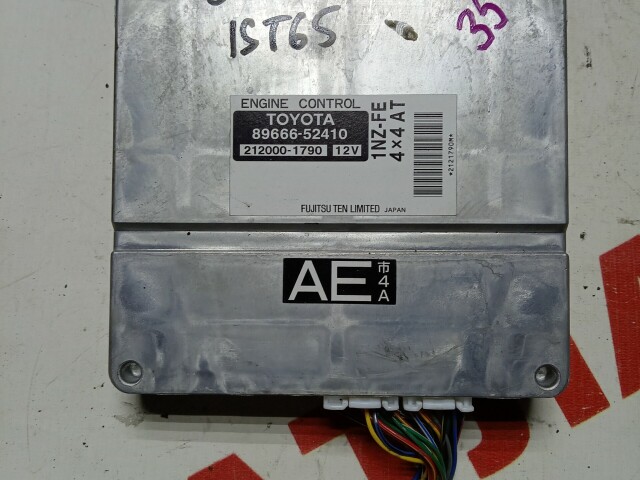 IST65
35
ENGINE CONTROL
TOYOTA
89666-52410
212000-1790 12V
1NZ-FE
4×4 AT
*2121790M*
FUJITSU TEN LIMITED JAPAN
AE
市
4
A